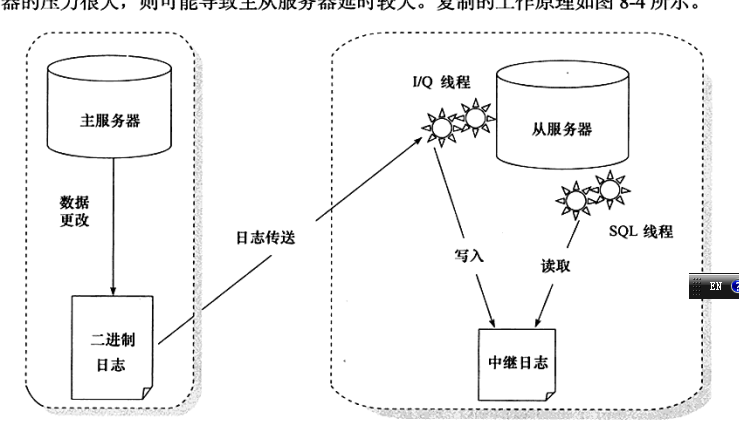 器的压力很大，则可能导致主从服务器延时较大。复制的工作原理如图 8-4 所示。
主服务器
数据
更改
二进制
日志
日志传送
I/Q 线程
从服务器
SQL 线程
写入
读取
中继日志
EN